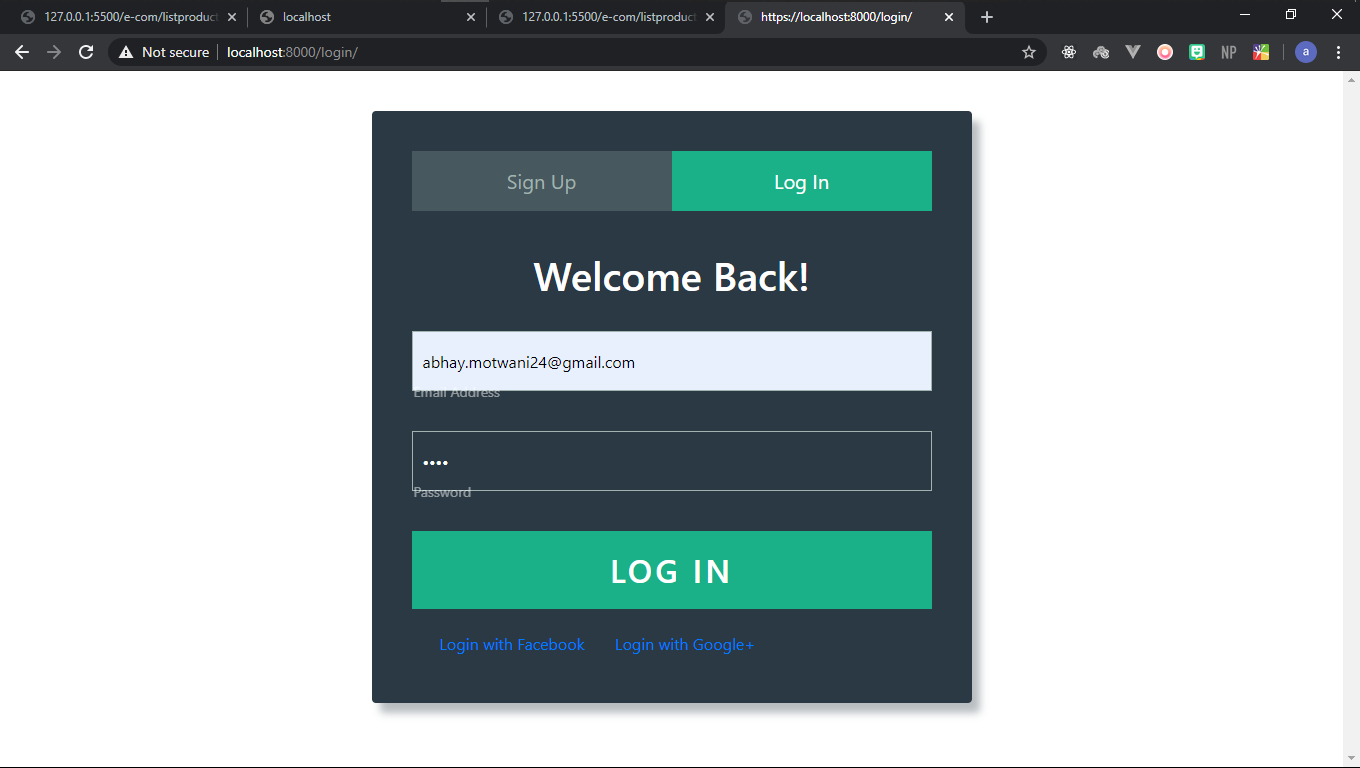 127.0.0.1:5500/e-com/listproduct
localhost
127.0.0.1:5500/e-com/listproduct
https://localhost:8000/login/
Not secure
localhost:8000/login/
NP
a
Sign Up
Log In
Welcome Back!
abhay.motwani24@gmail.com
Email Address
••••
Password
LOG IN
Login with Facebook
Login with Google+